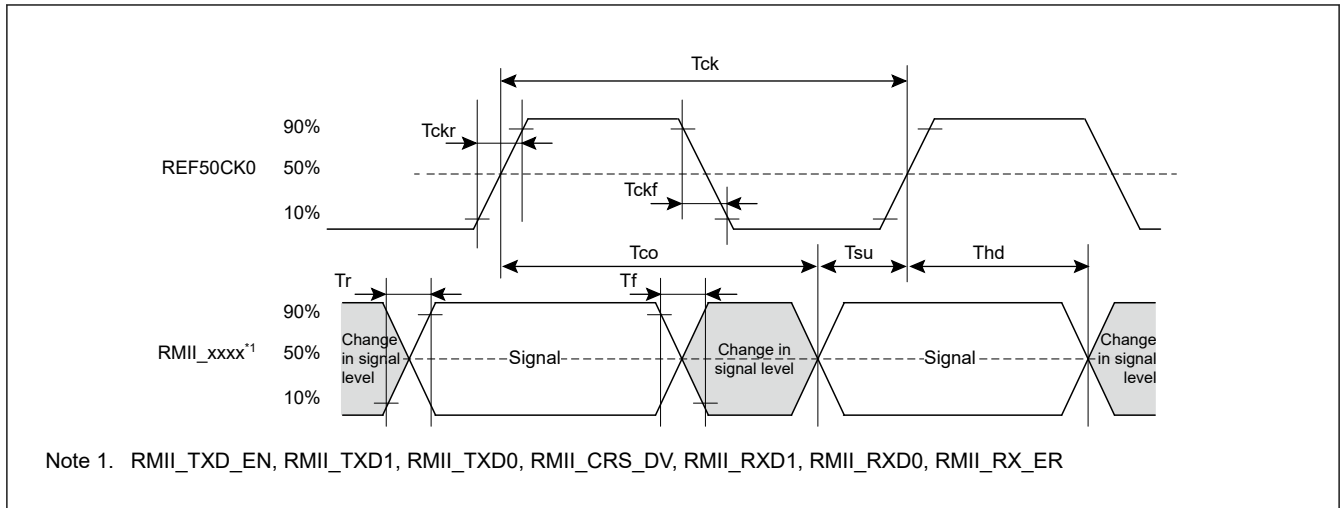 Tck
90%
Tckr
REF50CK0 50%
Tckf
10%
Tco Tsu Thd
Tr Tf
90%
Change in signal level
RMII_xxxx*1 50%
Signal
Change in signal level
Signal
Change in signal level
10%
Note 1. RMII_TXD_EN, RMII_TXD1, RMII_TXD0, RMII_CRS_DV, RMII_RXD1, RMII_RXD0, RMII_RX_ER